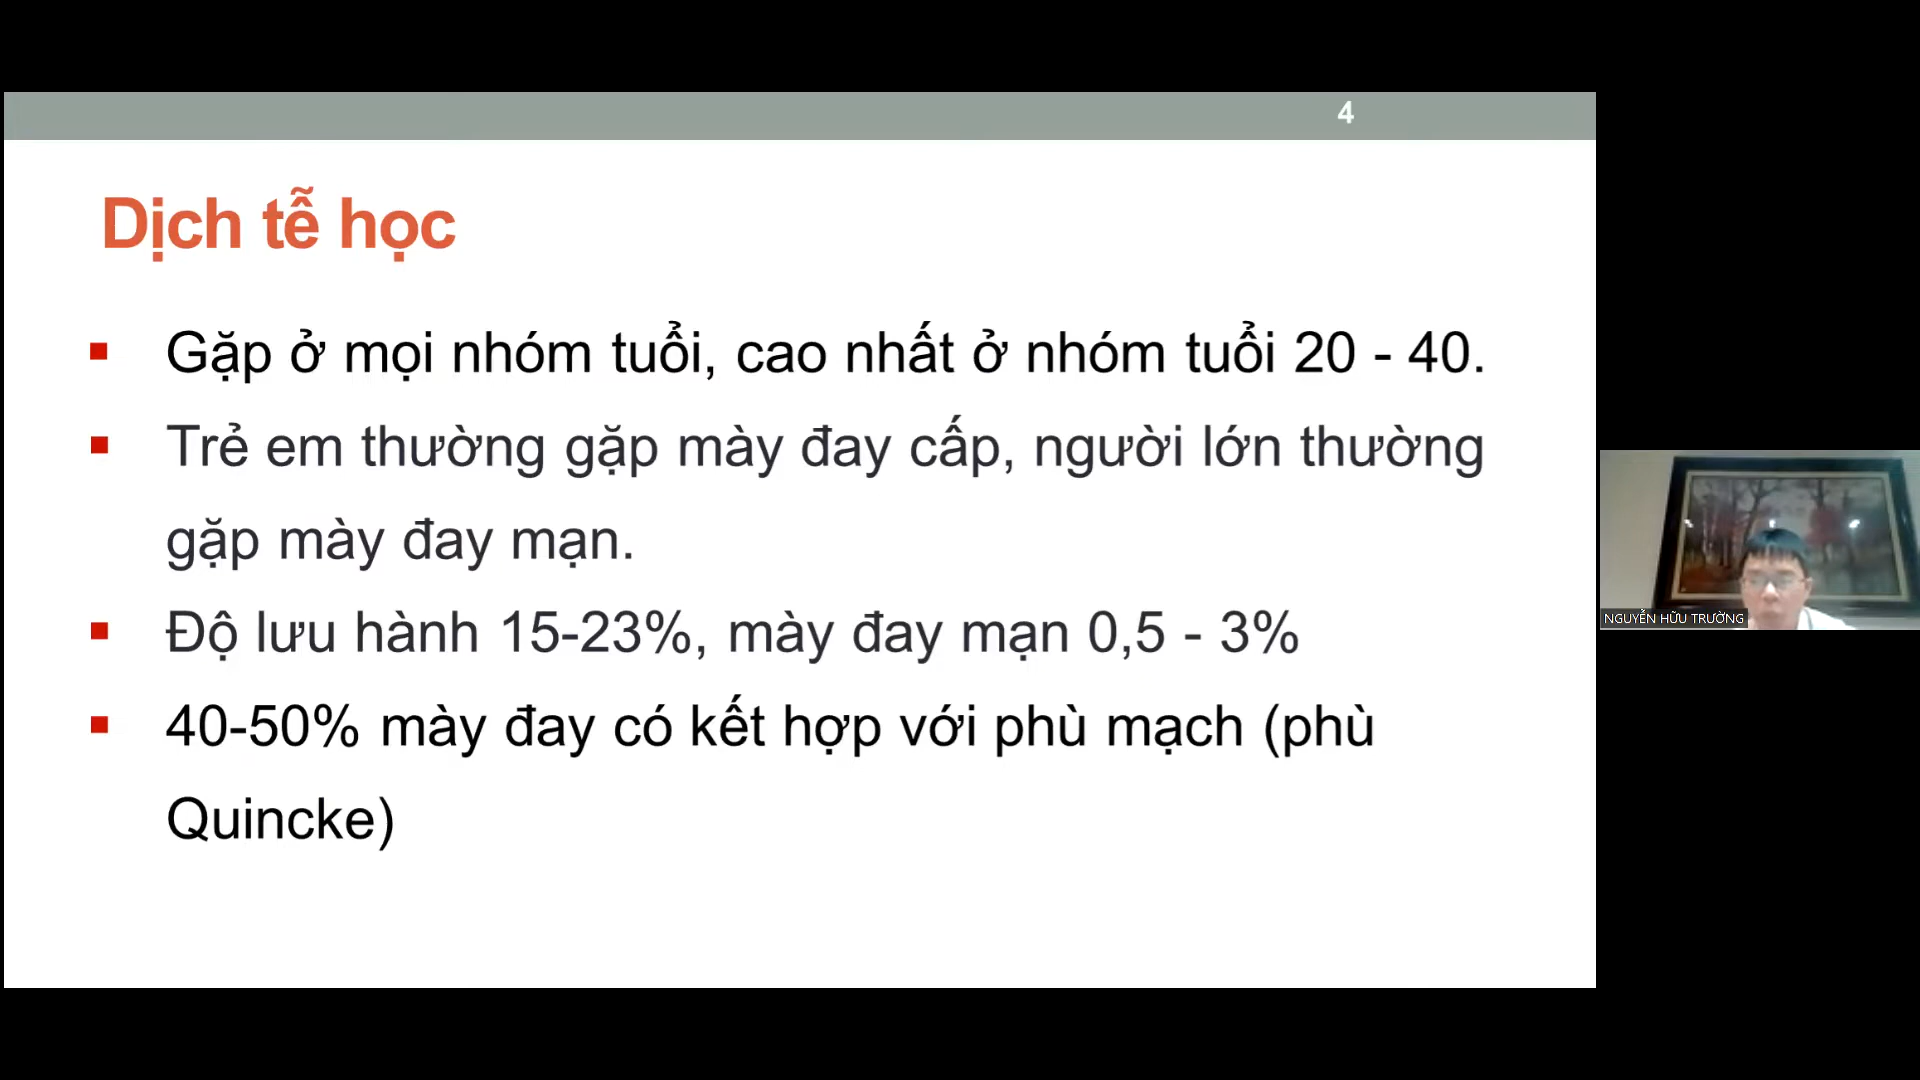 4
Dịch tễ học
▪ Gặp ở mọi nhóm tuổi, cao nhất ở nhóm tuổi 20 - 40.
▪ Trẻ em thường gặp mày đay cấp, người lớn thường
gặp mày đay mạn.
▪ Độ lưu hành 15-23%, mày đay mạn 0,5 - 3%
▪ 40-50% mày đay có kết hợp với phù mạch (phù
Quincke)
NGUYỄN HỮU TRƯỜNG